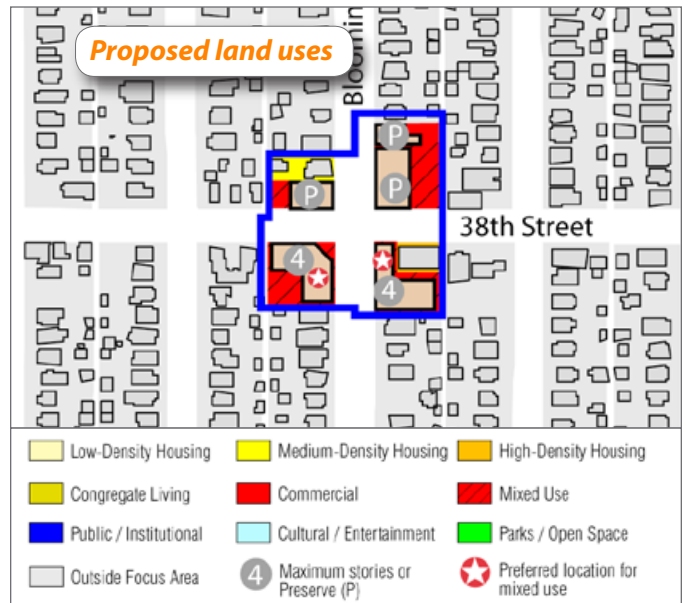 Proposed land uses
Bloomin
P
P
P
38th Street
4
4
Low-Density Housing
Medium-Density Housing
High-Density Housing
Congregate Living
Commercial
Mixed Use
Public / Institutional
Cultural / Entertainment
Parks / Open Space
Outside Focus Area
4
Maximum stories or
Preserve (P)
Preferred location for
mixed use